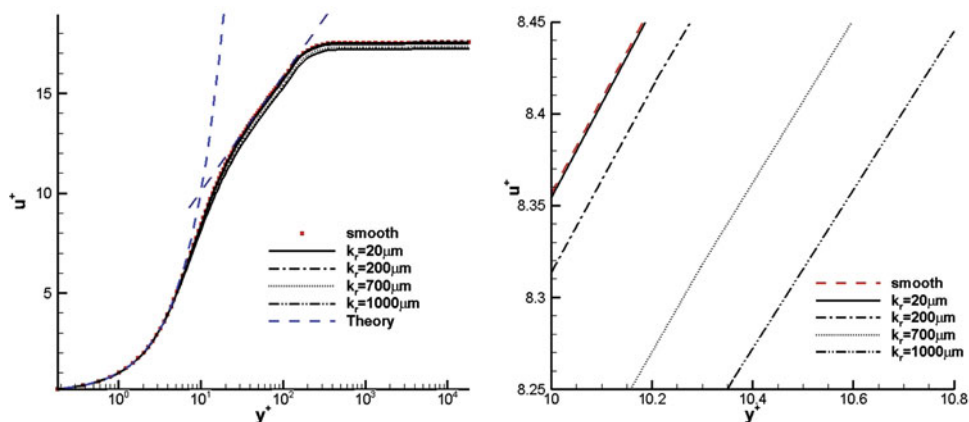 u⁺
15
10
5
10⁰
10¹
10²
10³
10⁴
y⁺
smooth
kᵣ=20μm
kᵣ=200μm
kᵣ=700μm
kᵣ=1000μm
Theory
u⁺
8.45
8.4
8.35
8.3
8.25
10
10.2
10.4
10.6
10.8
y⁺
smooth
kᵣ=20μm
kᵣ=200μm
kᵣ=700μm
kᵣ=1000μm